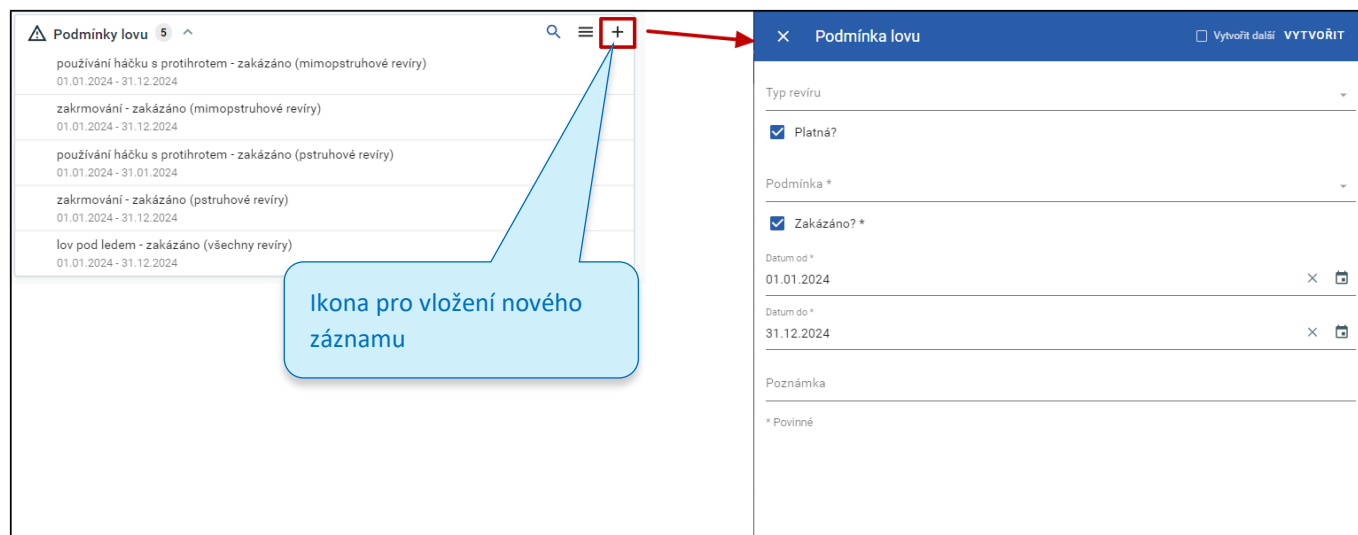 Podmínky lovu 5
používání háčku s protihrotem - zakázáno (mimopstruhové revíry)
01.01.2024 - 31.12.2024
zakrmování - zakázáno (mimopstruhové revíry)
01.01.2024 - 31.12.2024
používání háčku s protihrotem - zakázáno (pstruhové revíry)
01.01.2024 - 31.01.2024
zakrmování - zakázáno (pstruhové revíry)
01.01.2024 - 31.12.2024
lov pod ledem - zakázáno (všechny revíry)
01.01.2024 - 31.12.2024
Ikona pro vložení nového
záznamu
Podmínka lovu
Vytvořit další VYTVOŘIT
Typ revíru
Platná?
Podmínka *
Zakázáno? *
Datum od *
01.01.2024
Datum do *
31.12.2024
Poznámka
* Povinné